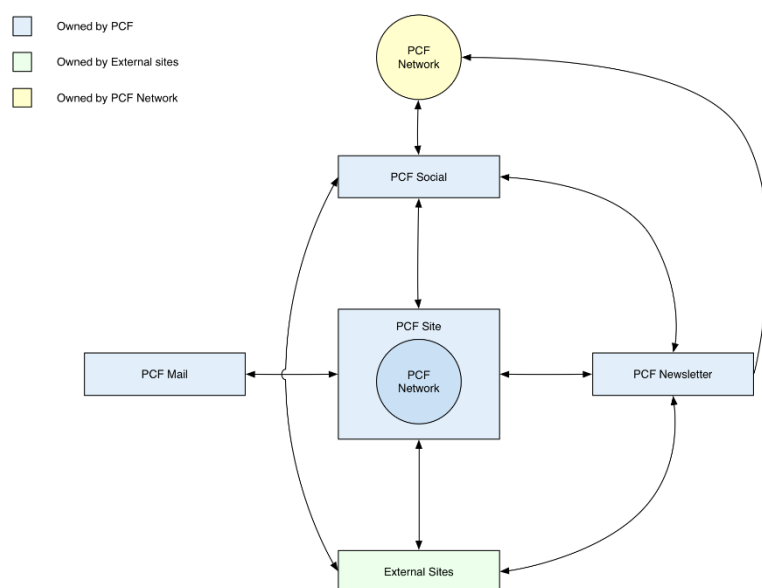 Owned by PCF
Owned by External sites
Owned by PCF Network
PCF
Network
PCF Social
PCF Site
PCF
Network
PCF Mail
PCF Newsletter
External Sites